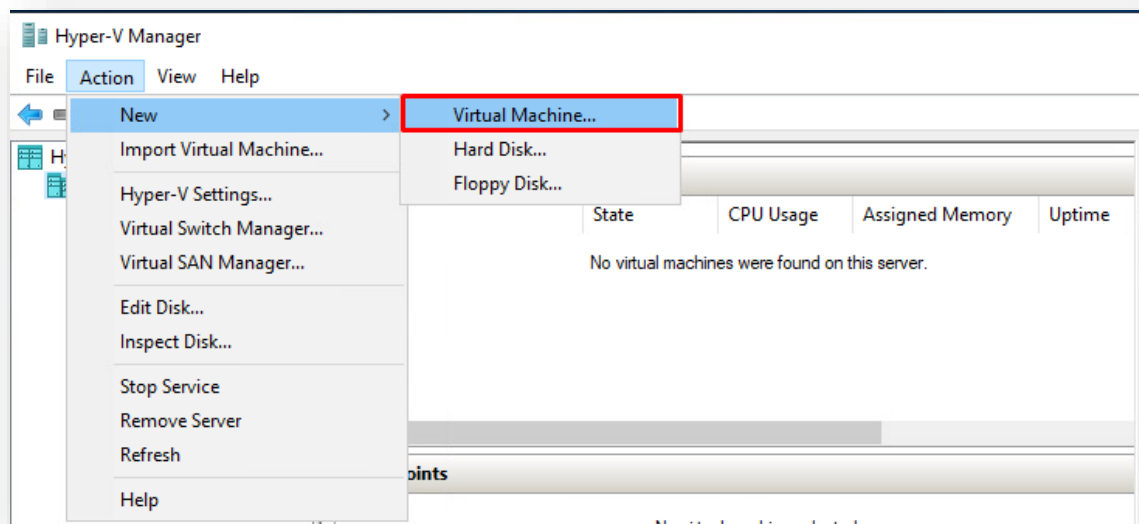 Hyper-V Manager
File Action View Help
New
Virtual Machine...
Import Virtual Machine...
Hard Disk...
Floppy Disk...
Hyper-V Settings...
Virtual Switch Manager...
Virtual SAN Manager...
Edit Disk...
Inspect Disk...
Stop Service
Remove Server
Refresh
Help
State CPU Usage Assigned Memory Uptime
No virtual machines were found on this server.
oints